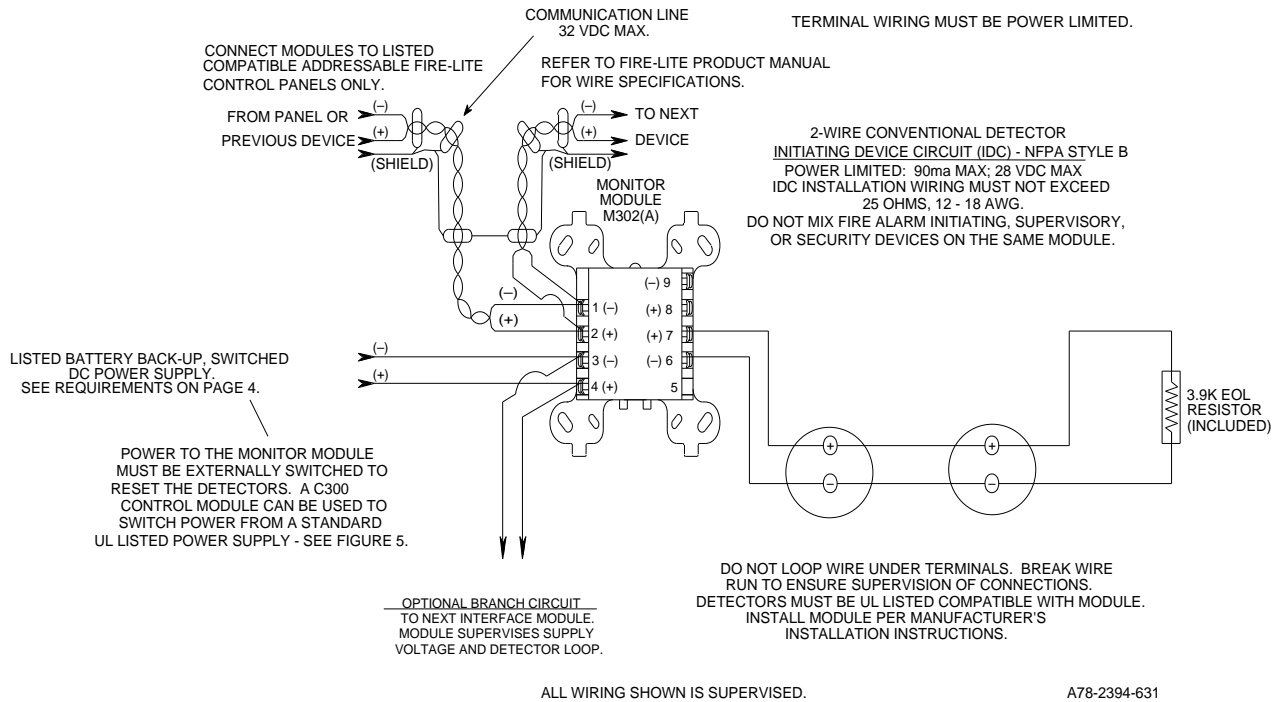 COMMUNICATION LINE
32 VDC MAX.
TERMINAL WIRING MUST BE POWER LIMITED.
CONNECT MODULES TO LISTED
COMPATIBLE ADDRESSABLE FIRE-LITE
CONTROL PANELS ONLY.
REFER TO FIRE-LITE PRODUCT MANUAL
FOR WIRE SPECIFICATIONS.
FROM PANEL OR
PREVIOUS DEVICE
(–)
(+)
(SHIELD)
(–)
(+)
(SHIELD)
TO NEXT
DEVICE
2-WIRE CONVENTIONAL DETECTOR
INITIATING DEVICE CIRCUIT (IDC) - NFPA STYLE B
POWER LIMITED: 90ma MAX; 28 VDC MAX
IDC INSTALLATION WIRING MUST NOT EXCEED
25 OHMS, 12 - 18 AWG.
DO NOT MIX FIRE ALARM INITIATING, SUPERVISORY,
OR SECURITY DEVICES ON THE SAME MODULE.
MONITOR
MODULE
M302(A)
(–)
(+)
1 (–)
2 (+)
3 (–)
4 (+)
(–) 9
(+) 8
(+) 7
(–) 6
5
LISTED BATTERY BACK-UP, SWITCHED
DC POWER SUPPLY.
SEE REQUIREMENTS ON PAGE 4.
(–)
(+)
POWER TO THE MONITOR MODULE
MUST BE EXTERNALLY SWITCHED TO
RESET THE DETECTORS. A C300
CONTROL MODULE CAN BE USED TO
SWITCH POWER FROM A STANDARD
UL LISTED POWER SUPPLY - SEE FIGURE 5.
+
–
+
–
3.9K EOL
RESISTOR
(INCLUDED)
OPTIONAL BRANCH CIRCUIT
TO NEXT INTERFACE MODULE.
MODULE SUPERVISES SUPPLY
VOLTAGE AND DETECTOR LOOP.
DO NOT LOOP WIRE UNDER TERMINALS. BREAK WIRE
RUN TO ENSURE SUPERVISION OF CONNECTIONS.
DETECTORS MUST BE UL LISTED COMPATIBLE WITH MODULE.
INSTALL MODULE PER MANUFACTURER'S
INSTALLATION INSTRUCTIONS.
ALL WIRING SHOWN IS SUPERVISED.
A78-2394-631